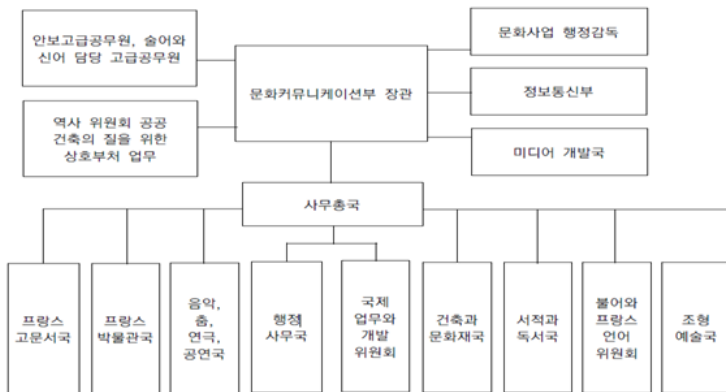 안보고급공무원, 술어와
신어 담당 고급공무원
문화사업 행정감독
문화커뮤니케이션부 장관
정보통신부
역사 위원회 공공
건축의 질을 위한
상호부처 업무
미디어 개발국
사무총국
프랑스
고문서국
프랑스
박물관국
음악,
춤,
연극,
공연국
행정
사무국
국제
업무와
개발
위원회
건축과
문화재국
서적과
독서국
불어와
프랑스
언어
위원회
조형
예술국